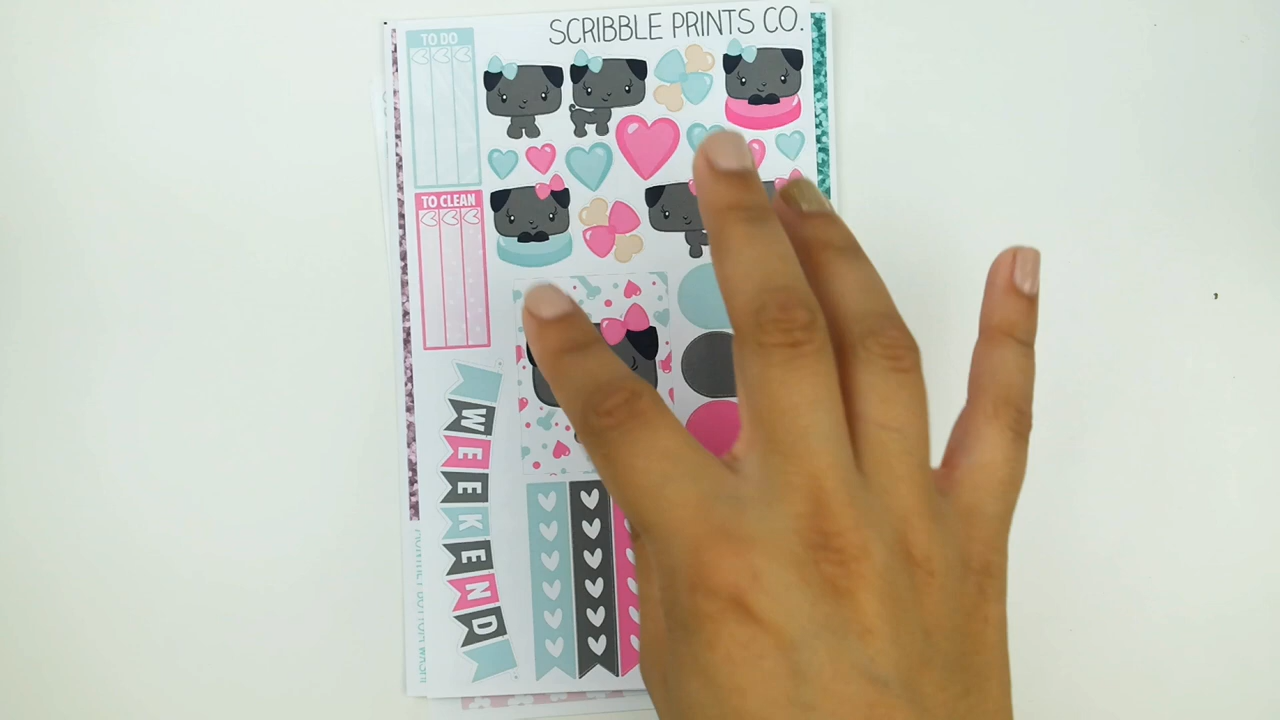 SCRIBBLE PRINTS CO.
TO DO
TO CLEAN
WEEKEND